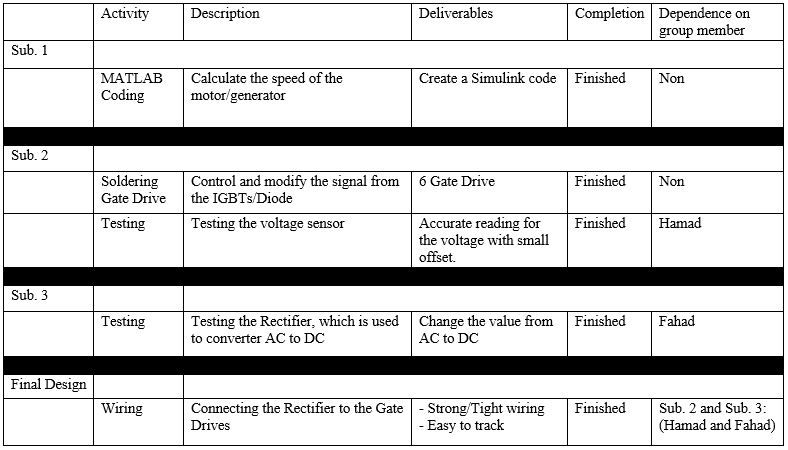 Activity Description Deliverables Completion Dependence on
group member
Sub. 1
MATLAB Calculate the speed of the Create a Simulink code Finished Non
Coding motor/generator
Sub. 2
Soldering Control and modify the signal from 6 Gate Drive Finished Non
Gate Drive the IGBTs/Diode
Testing Testing the voltage sensor Accurate reading for Finished Hamad
the voltage with small
offset.
Sub. 3
Testing Testing the Rectifier, which is used Change the value from Finished Fahad
to converter AC to DC AC to DC
Final Design
Wiring Connecting the Rectifier to the Gate - Strong/Tight wiring Finished Sub. 2 and Sub. 3:
Drives - Easy to track (Hamad and Fahad)